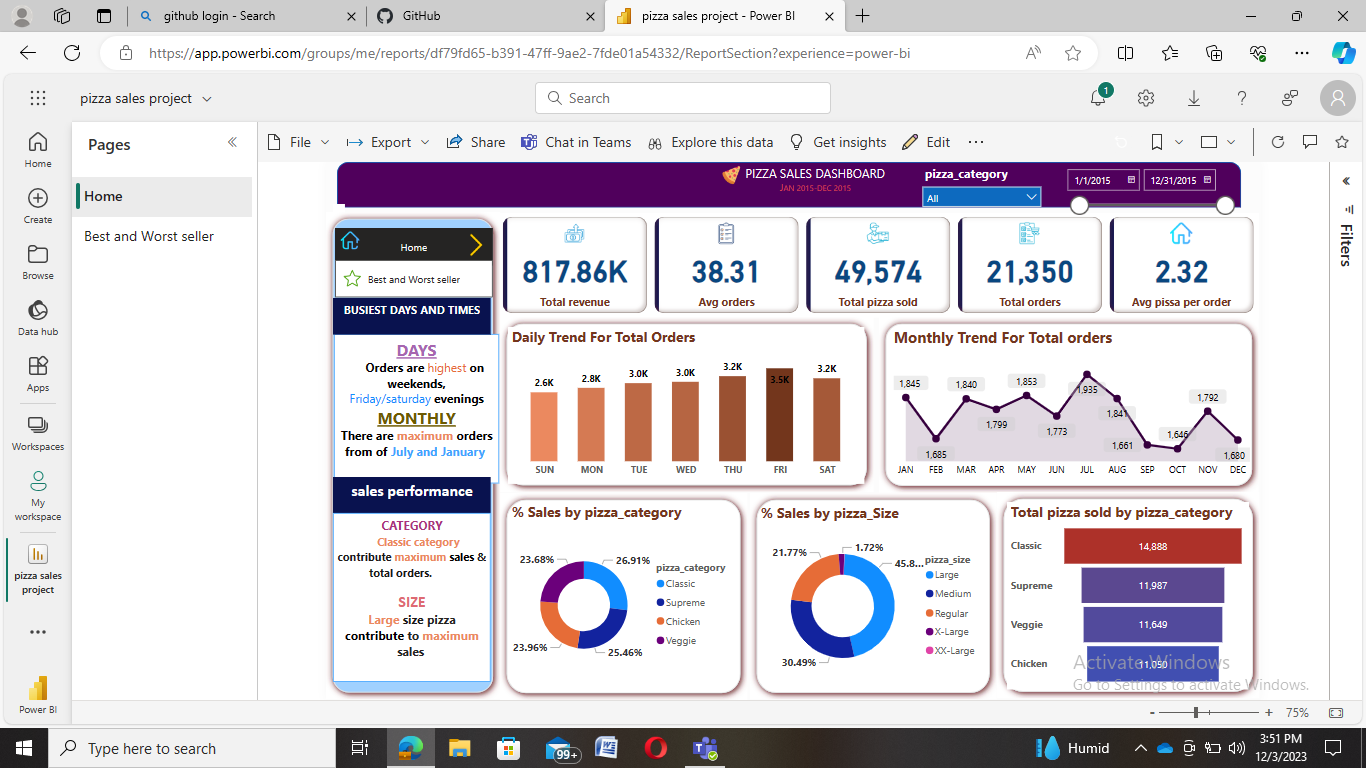 github login - Search
GitHub
pizza sales project - Power BI
https://app.powerbi.com/groups/me/reports/df79fd65-b391-47ff-9ae2-7fde01a54332/ReportSection?experience=power-bi
pizza sales project
Search
1
Home
Create
Browse
Data hub
Apps
Workspaces
My
workspace
pizza sales
project
Power BI
Pages
Home
Best and Worst seller
File
Export
Share
Chat in Teams
Explore this data
Get insights
Edit
Filters
PIZZA SALES DASHBOARD
JAN 2015-DEC 2015
pizza_category
All
1/1/2015
12/31/2015
Home
Best and Worst seller
BUSIEST DAYS AND TIMES
DAYS
Orders are highest on
weekends,
Friday/saturday evenings
MONTHLY
There are maximum orders
from of July and January
sales performance
CATEGORY
Classic category
contribute maximum sales &
total orders.
SIZE
Large size pizza
contribute to maximum
sales
817.86K
Total revenue
38.31
Avg orders
49,574
Total pizza sold
21,350
Total orders
2.32
Avg pissa per order
Daily Trend For Total Orders
2.6K
2.8K
3.0K
3.0K
3.2K
3.5K
3.2K
SUN MON TUE WED THU FRI SAT
Monthly Trend For Total orders
1,845
1,685
1,840
1,799
1,853
1,773
1,935
1,841
1,661
1,646
1,792
1,680
JAN FEB MAR APR MAY JUN JUL AUG SEP OCT NOV DEC
% Sales by pizza_category
23.68%
26.91%
23.96%
25.46%
pizza_category
Classic
Supreme
Chicken
Veggie
% Sales by pizza_Size
21.77%
1.72%
45.8...
30.49%
pizza_size
Large
Medium
Regular
X-Large
XX-Large
Total pizza sold by pizza_category
Classic 14,888
Supreme 11,987
Veggie 11,649
Chicken 11,050
Activate Windows
Go to Settings to activate Windows.
- + 75%
Type here to search
99+
Humid
3:51 PM
12/3/2023